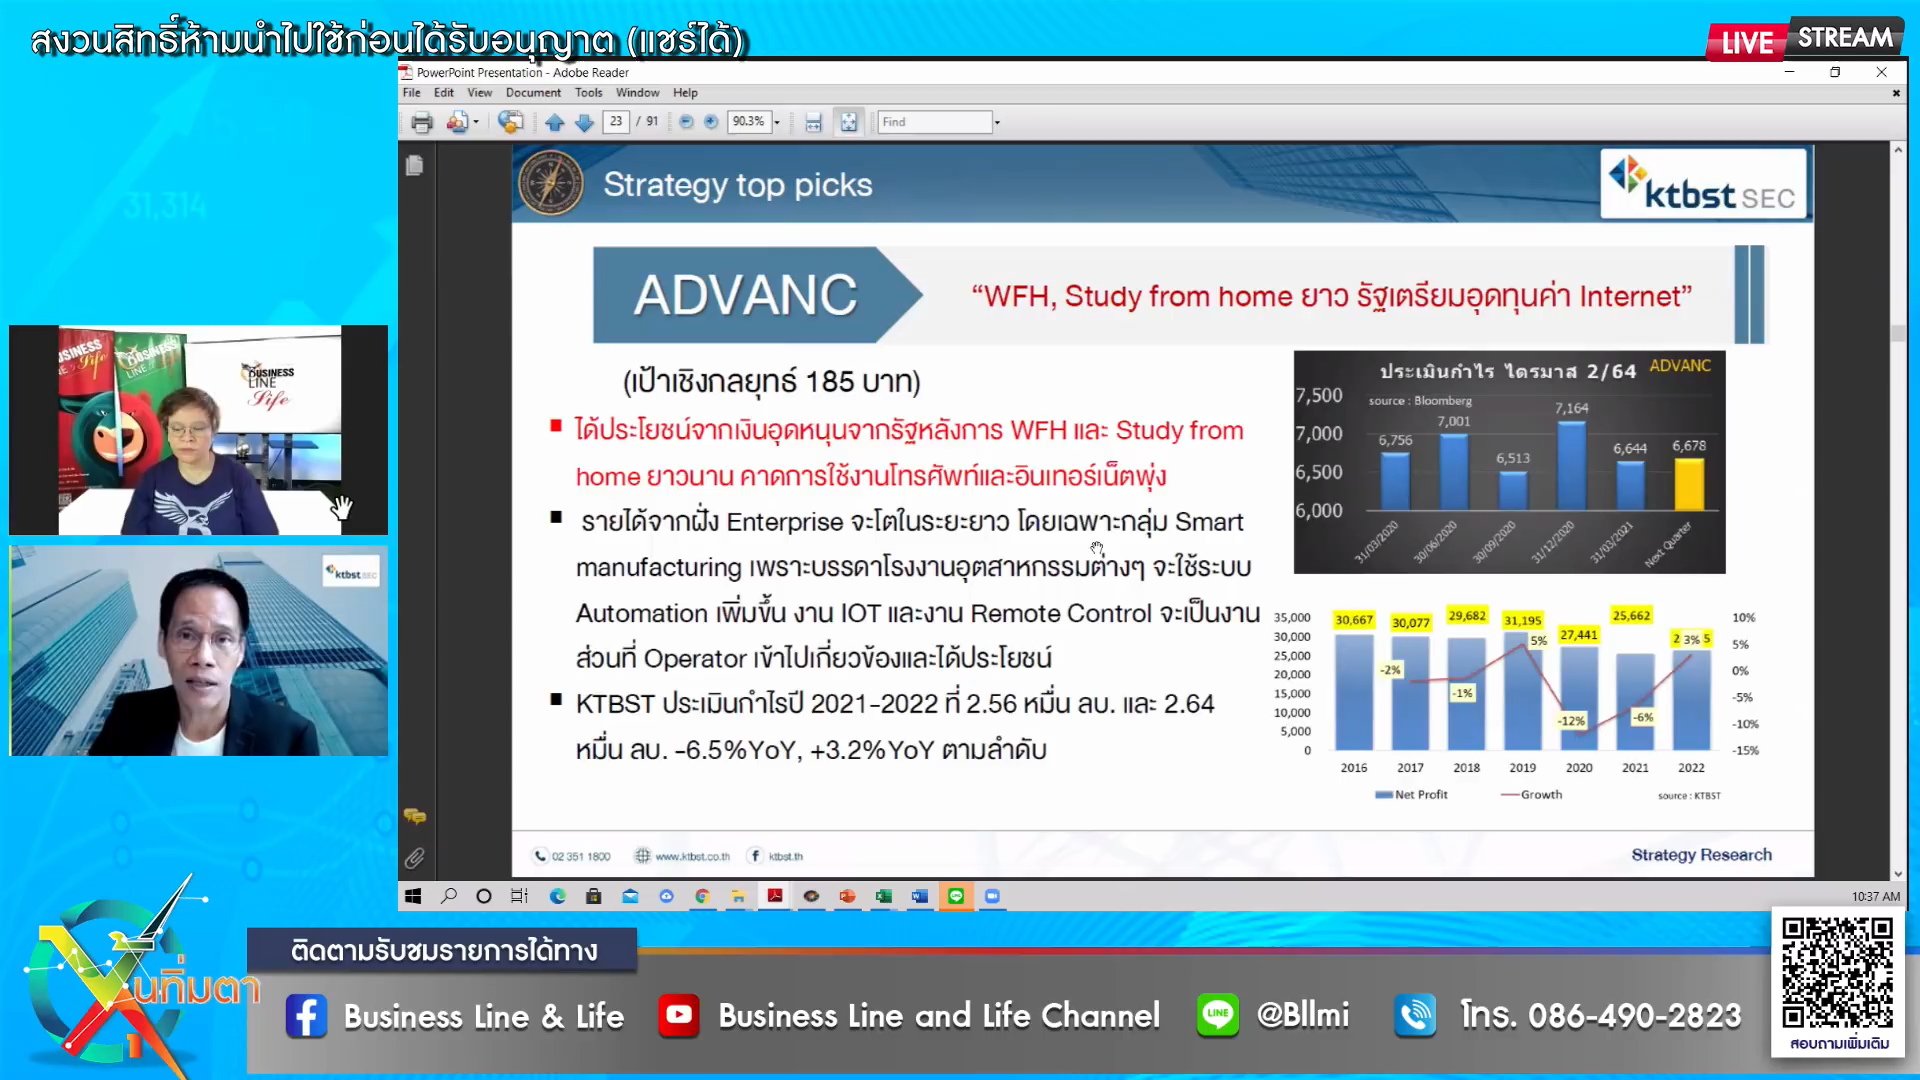 สงวนสิทธิ์ห้ามนำไปใช้ก่อนได้รับอนุญาต (แชร์ได้)
LIVE STREAM
PowerPoint Presentation - Adobe Reader
File Edit View Document Tools Window Help
23 / 91 90.3% Find
Strategy top picks
ktbst SEC
ADVANC
“WFH, Study from home ยาว รัฐเตรียมอุดทุนค่า Internet”
(เป้าเชิงกลยุทธ์ 185 บาท)
ได้ประโยชน์จากเงินอุดหนุนจากรัฐหลังการ WFH และ Study from
home ยาวนาน คาดการใช้งานโทรศัพท์และอินเทอร์เน็ตพุ่ง
รายได้จากฝั่ง Enterprise จะโตในระยะยาว โดยเฉพาะกลุ่ม Smart
manufacturing เพราะบรรดาโรงงานอุตสาหกรรมต่างๆ จะใช้ระบบ
Automation เพิ่มขึ้น งาน IOT และงาน Remote Control จะเป็นงาน
ส่วนที่ Operator เข้าไปเกี่ยวข้องและได้ประโยชน์
KTBST ประเมินกำไรปี 2021-2022 ที่ 2.56 หมื่น ลบ. และ 2.64
หมื่น ลบ. -6.5%YoY, +3.2%YoY ตามลำดับ
ประเมินกำไร ไตรมาส 2/64 ADVANC
source : Bloomberg
7,500
7,000
6,500
6,000
6,756 7,001 6,513 7,164 6,644 6,678
31/03/2020 30/06/2020 30/09/2020 31/12/2020 31/03/2021 Next Quarter
35,000
30,000
25,000
20,000
15,000
10,000
5,000
0
30,667 30,077 29,682 31,195 27,441 25,662
-2% -1% 5% -12% -6% 3%
10%
5%
0%
-5%
-10%
-15%
2016 2017 2018 2019 2020 2021 2022
Net Profit Growth source : KTBST
02 351 1800 www.ktbst.co.th ktbst.th
Strategy Research
10:37 AM
31,314
BUSINESS LINE Life
BUSINESS
LINE
Life
ktbst SEC
X นทิ่มตา
ติดตามรับชมรายการได้ทาง
Business Line & Life
Business Line and Life Channel
LINE @Bllmi
โทร. 086-490-2823
สอบถามเพิ่มเติม